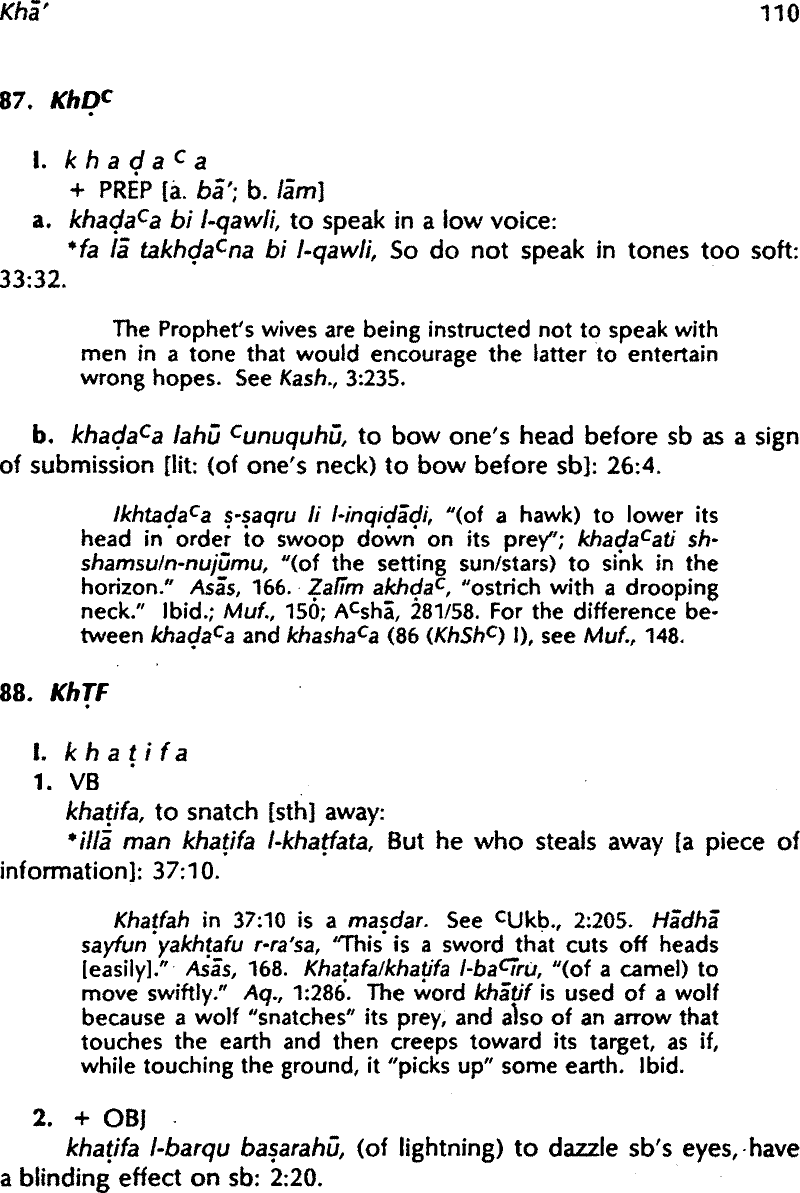 Khā’ 110
87. KhḌᶜ
I. k h a ḍ a ᶜ a
+ PREP [a. bā’; b. lām]
a. khaḍaᶜa bi l-qawli, to speak in a low voice:
*fa lā takhḍaᶜna bi l-qawli, So do not speak in tones too soft:
33:32.
The Prophet's wives are being instructed not to speak with
men in a tone that would encourage the latter to entertain
wrong hopes. See Kash., 3:235.
b. khaḍaᶜa lahū ᶜunuquhū, to bow one's head before sb as a sign
of submission [lit: (of one's neck) to bow before sb]: 26:4.
Ikhtaḍaᶜa ṣ-ṣaqru li l-inqiḍāḍi, “(of a hawk) to lower its
head in order to swoop down on its prey”; khaḍaᶜati sh-
shamsu/n-nujūmu, “(of the setting sun/stars) to sink in the
horizon.” Asās, 166. Ẓalīm akhḍaᶜ, “ostrich with a drooping
neck.” Ibid.; Muf., 150; Aᶜshā, 281/58. For the difference be-
tween khaḍaᶜa and khashaᶜa (86 (KhShᶜ) I), see Muf., 148.
88. KhṬF
I. k h a ṭ i f a
1. VB
khaṭifa, to snatch [sth] away:
*illā man khaṭifa l-khaṭfata, But he who steals away [a piece of
information]: 37:10.
Khaṭfah in 37:10 is a maṣdar. See ᶜUkb., 2:205. Hādhā
sayfun yakhṭafu r-ra'sa, “This is a sword that cuts off heads
[easily].” Asās, 168. Khaṭafa/khaṭifa l-baᶜīru, “(of a camel) to
move swiftly.” Aq., 1:286. The word khāṭif is used of a wolf
because a wolf “snatches” its prey, and also of an arrow that
touches the earth and then creeps toward its target, as if,
while touching the ground, it “picks up” some earth. Ibid.
2. + OBJ
khaṭifa l-barqu baṣarahū, (of lightning) to dazzle sb's eyes, have
a blinding effect on sb: 2:20.